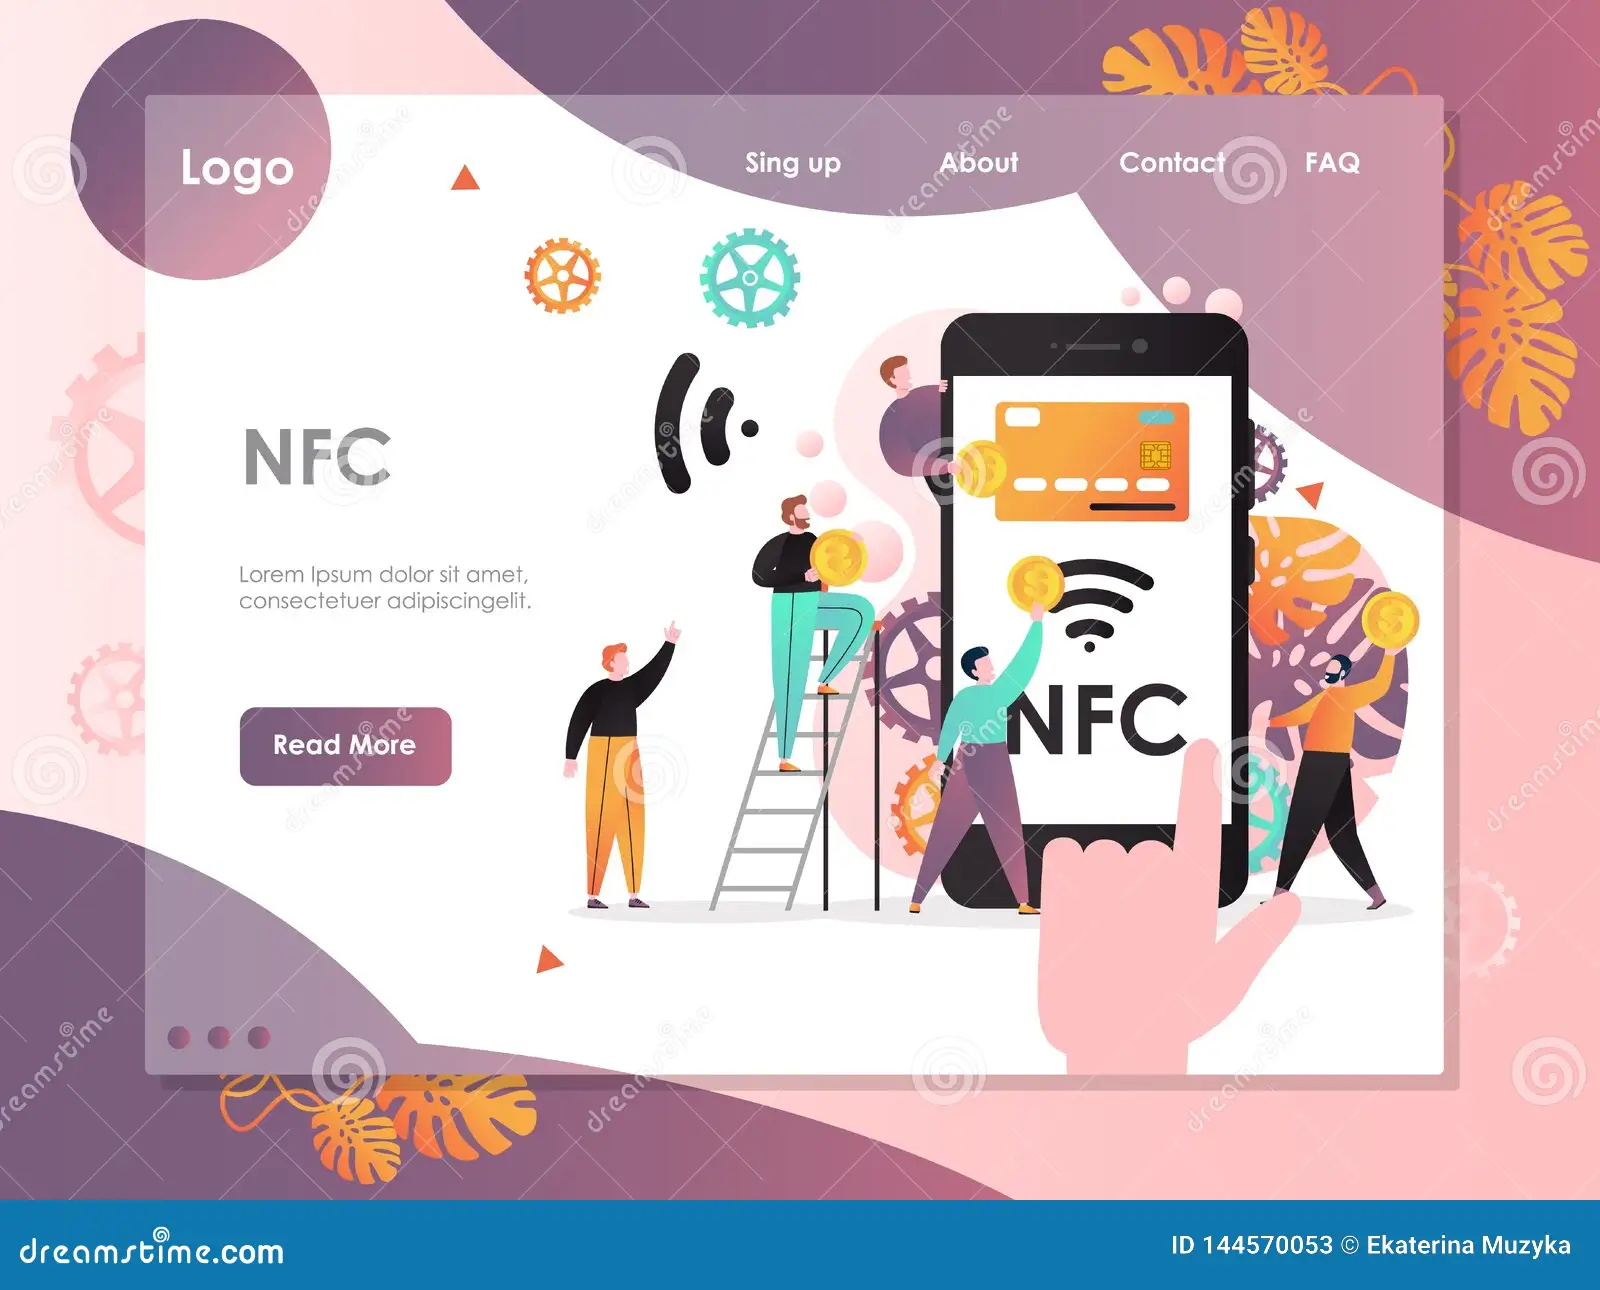 Logo
Sing up
About
Contact
FAQ
NFC
Lorem Ipsum dolor sit amet,
consectetuer adipiscingelit.
Read More
NFC
dreamstime.com
ID 144570053 © Ekaterina Muzyka